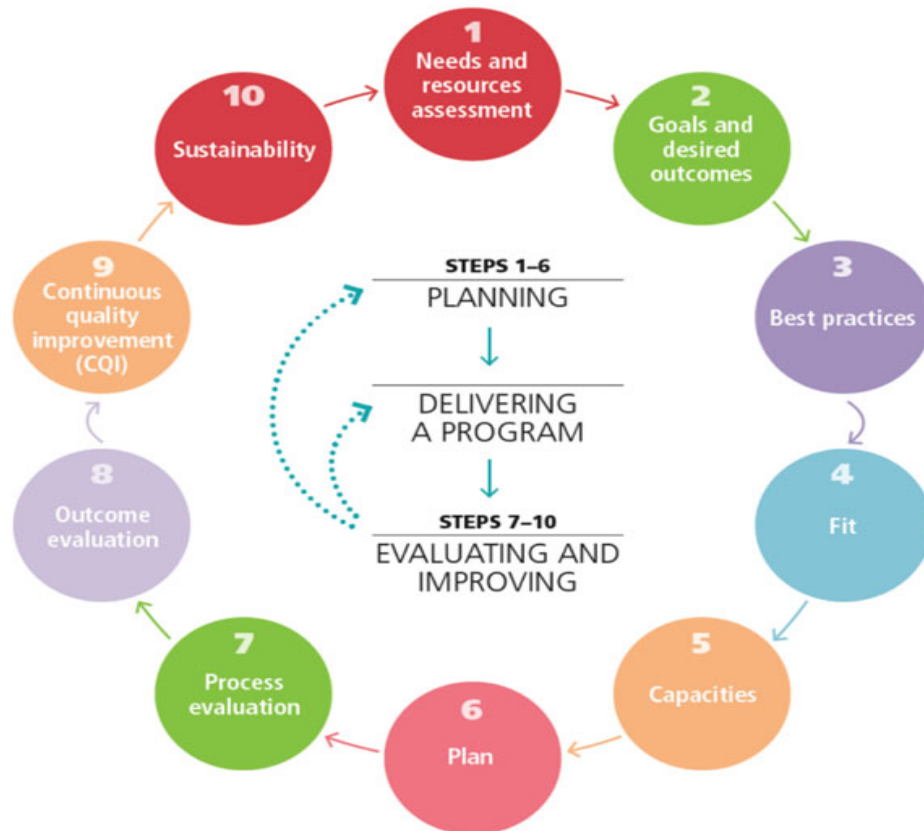 1
Needs and
resources
assessment
2
Goals and
desired
outcomes
3
Best practices
4
Fit
5
Capacities
6
Plan
7
Process
evaluation
8
Outcome
evaluation
9
Continuous
quality
improvement
(CQI)
10
Sustainability
STEPS 1–6
PLANNING
DELIVERING
A PROGRAM
STEPS 7–10
EVALUATING AND
IMPROVING